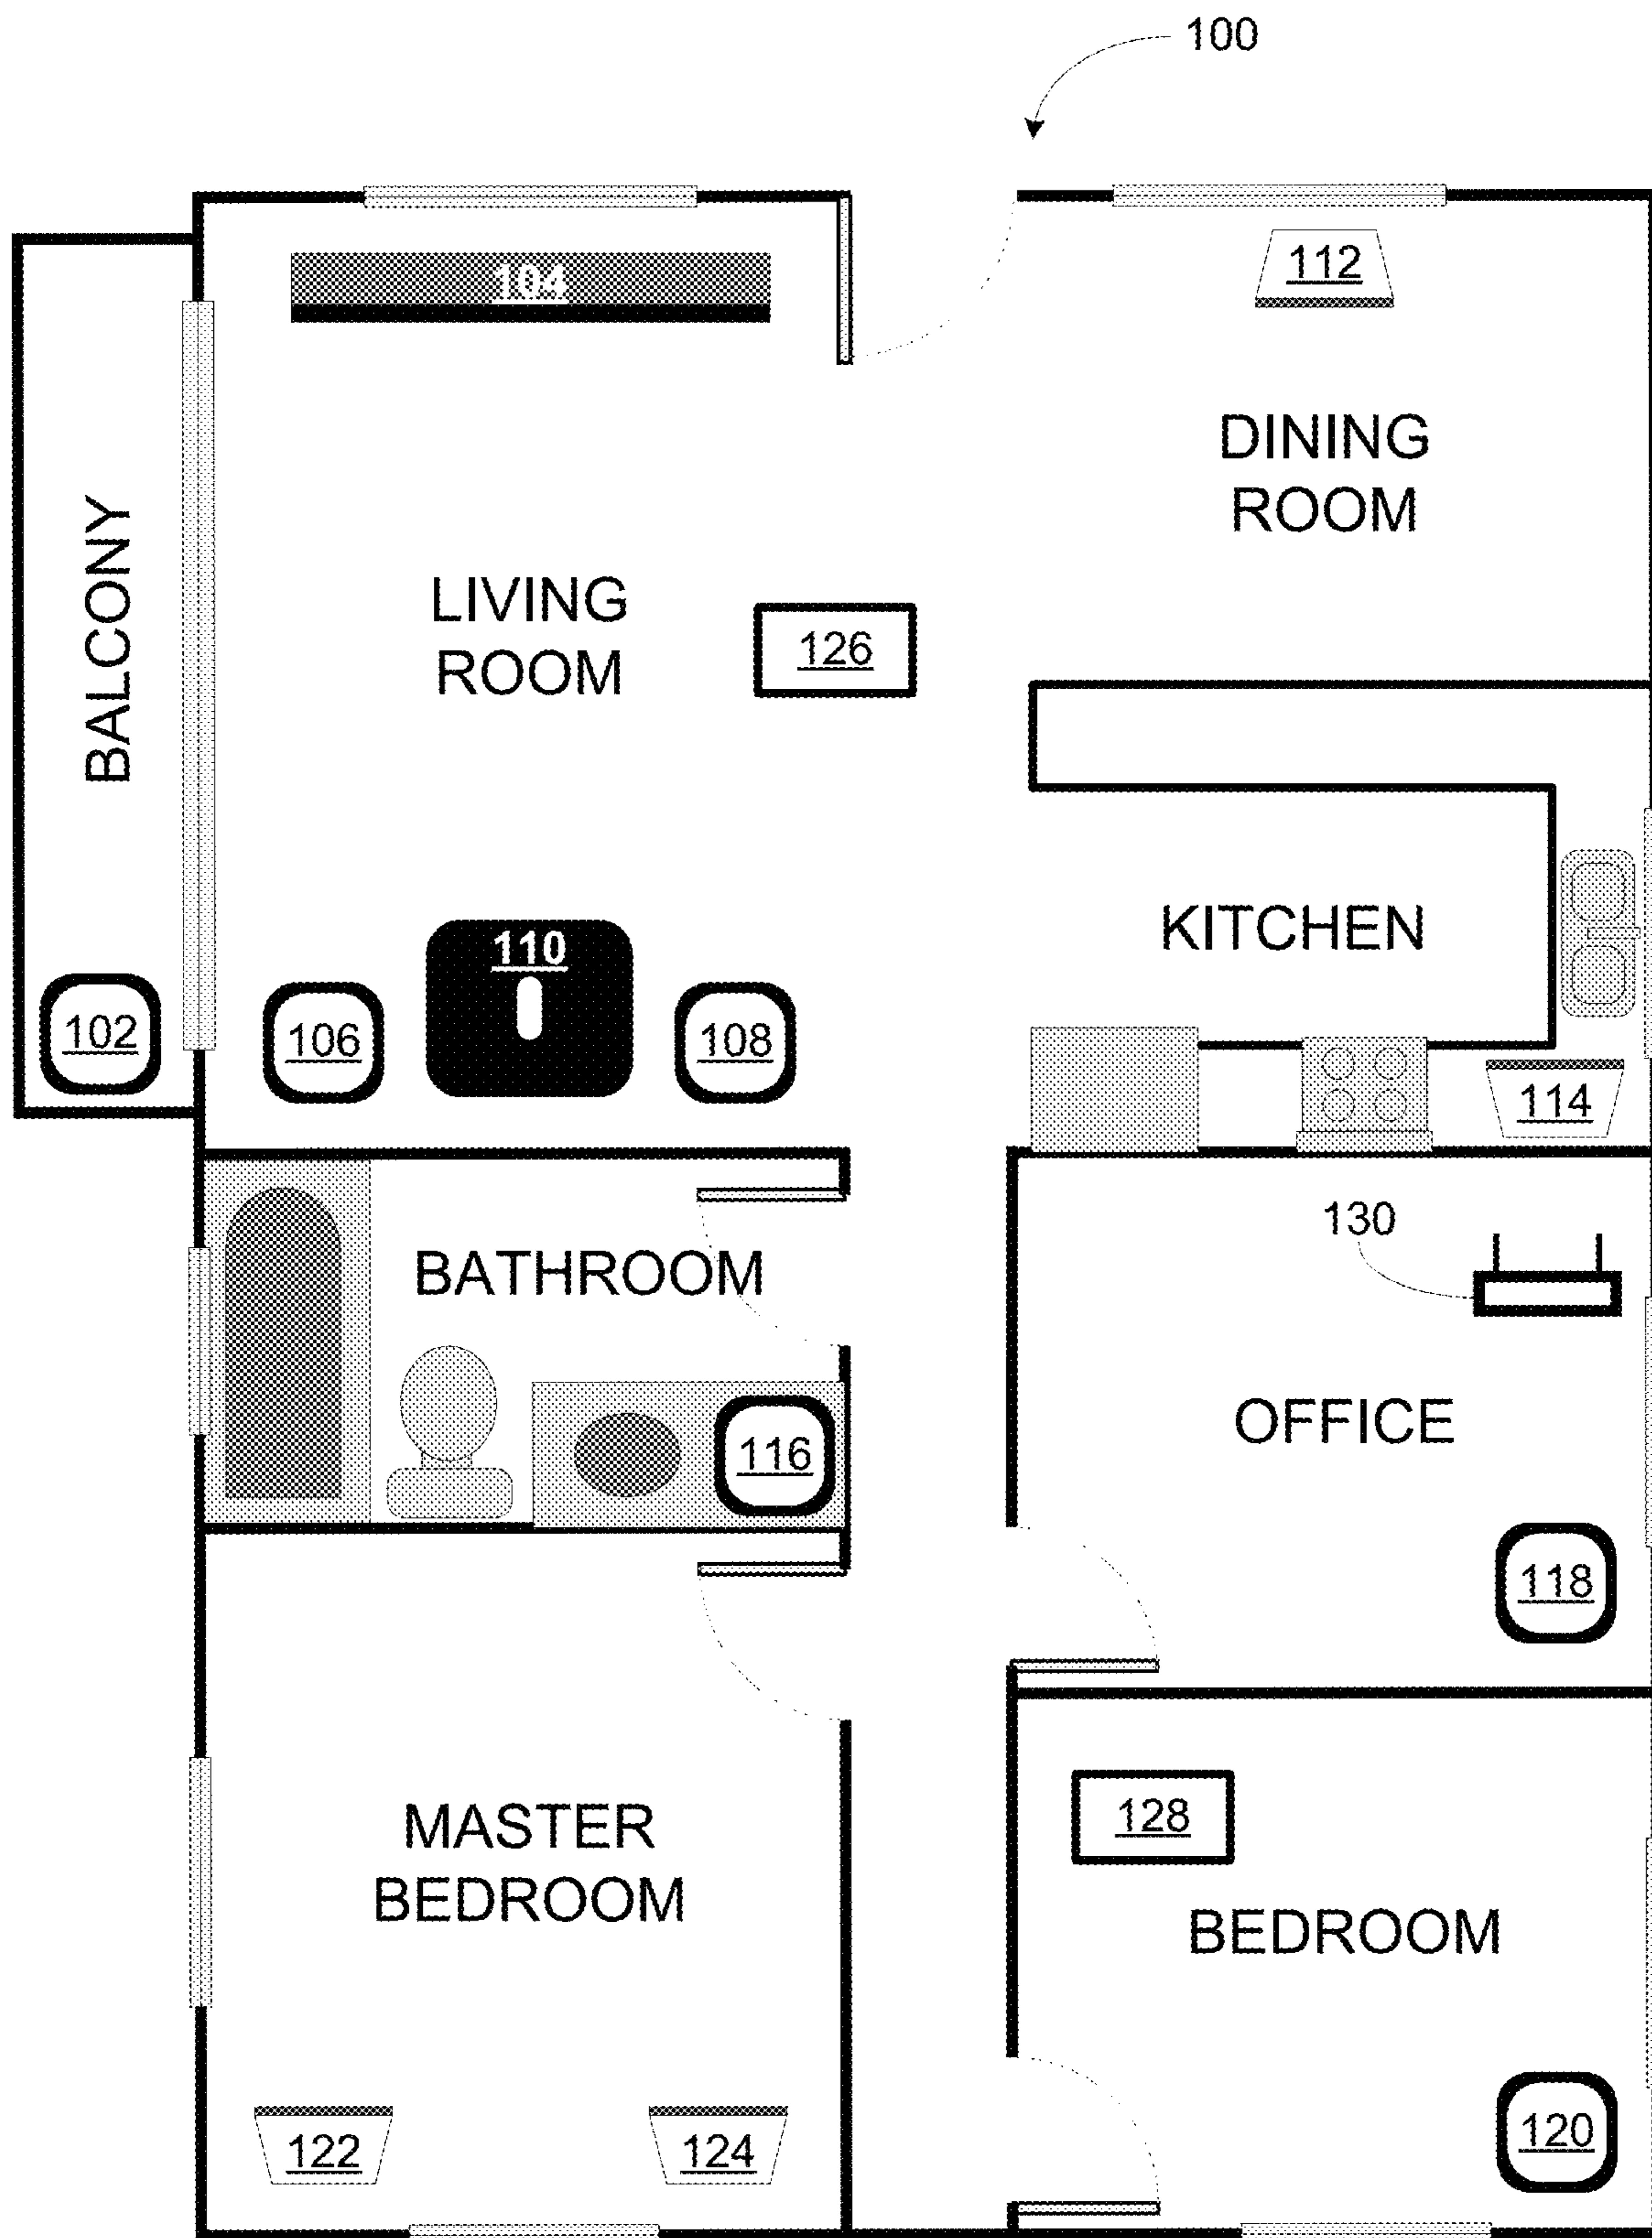 100
104
112
DINING
ROOM
BALCONY
LIVING
ROOM
126
KITCHEN
110
102
106
108
114
130
BATHROOM
OFFICE
116
118
MASTER
BEDROOM
128
BEDROOM
122
124
120